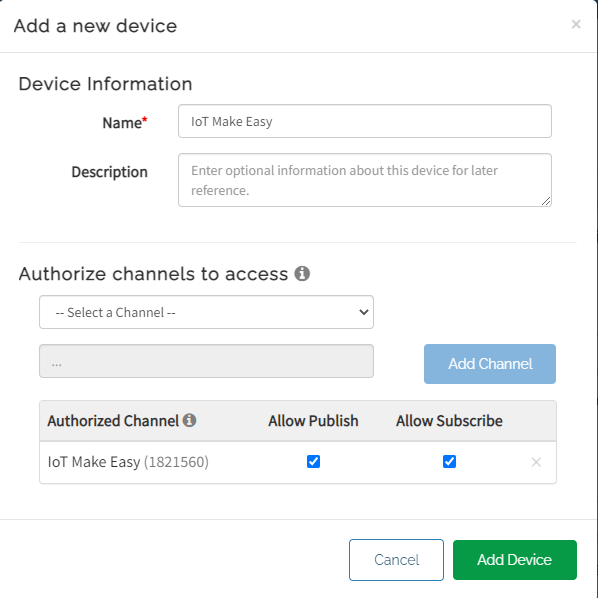 Add a new device ×
Device Information
Name* IoT Make Easy
Description Enter optional information about this device for later
reference.
Authorize channels to access
-- Select a Channel --
...
Add Channel
Authorized Channel Allow Publish Allow Subscribe
IoT Make Easy (1821560) ×
Cancel Add Device